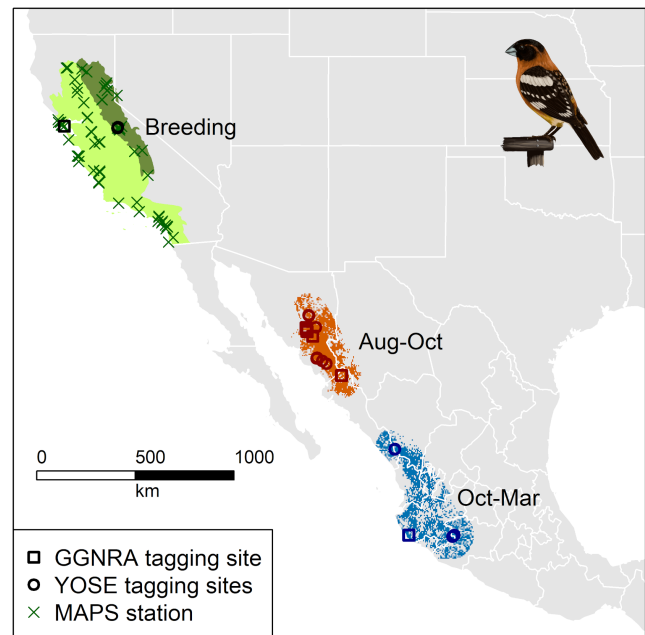 Breeding
Aug-Oct
0 500 1000
km
Oct-Mar
GGNRA tagging site
YOSE tagging sites
MAPS station